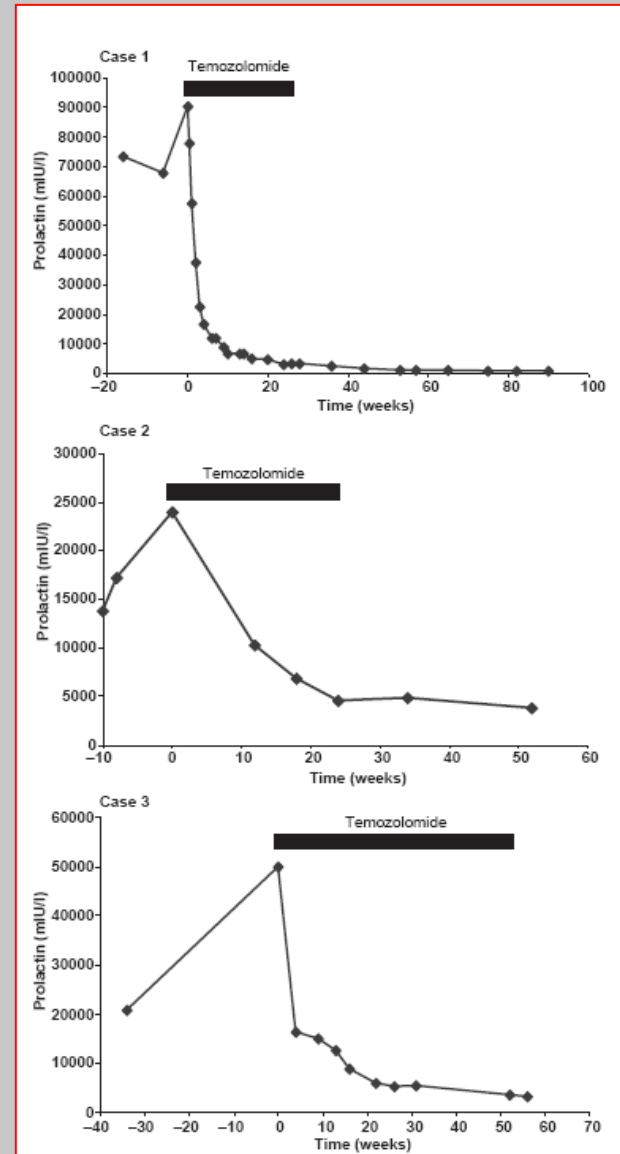 Case 1
Temozolomide
100000
90000
80000
70000
60000
50000
40000
30000
20000
10000
0
Prolactin (mIU/l)
–20 0 20 40 60 80 100
Time (weeks)
Case 2
Temozolomide
30000
25000
20000
15000
10000
5000
0
Prolactin (mIU/l)
–10 0 10 20 30 40 50 60
Time (weeks)
Case 3
Temozolomide
60000
50000
40000
30000
20000
10000
0
Prolactin (mIU/l)
–40 –30 –20 –10 0 10 20 30 40 50 60 70
Time (weeks)